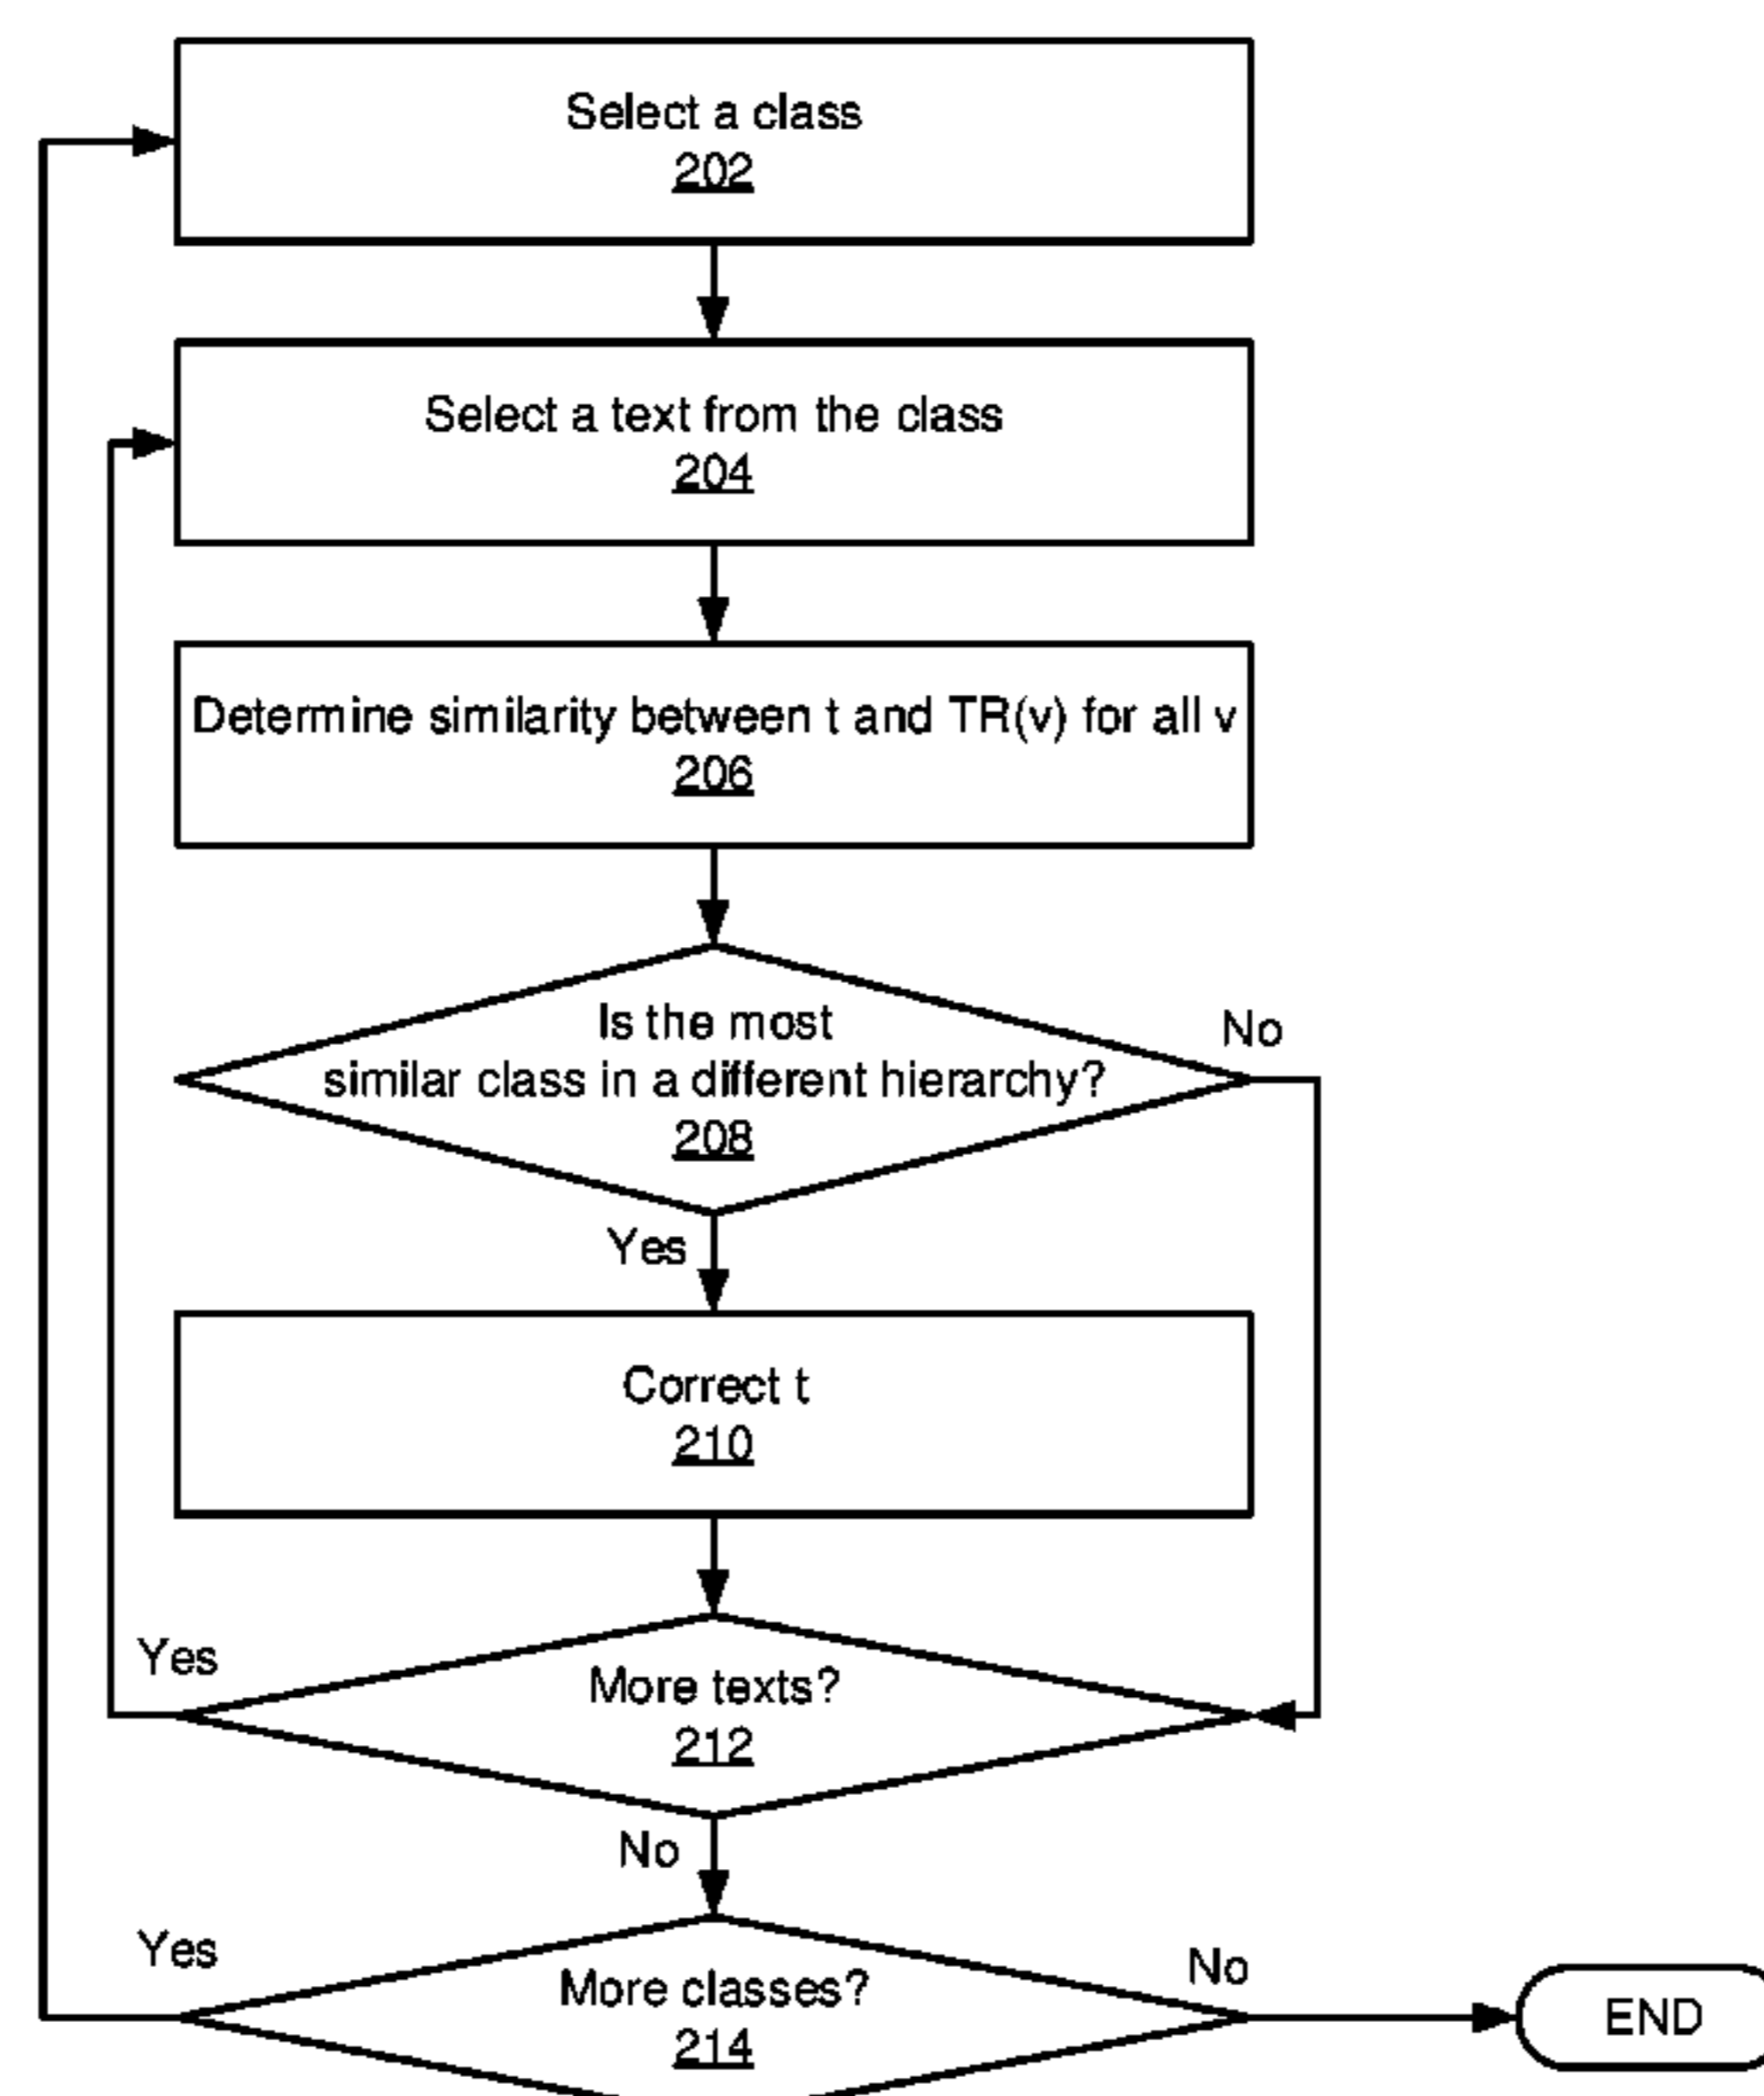 Select a class
202
Select a text from the class
204
Determine similarity between t and TR(v) for all v
206
Is the most
similar class in a different hierarchy?
208
No
Yes
Correct t
210
Yes
More texts?
212
No
Yes
More classes?
214
No
END